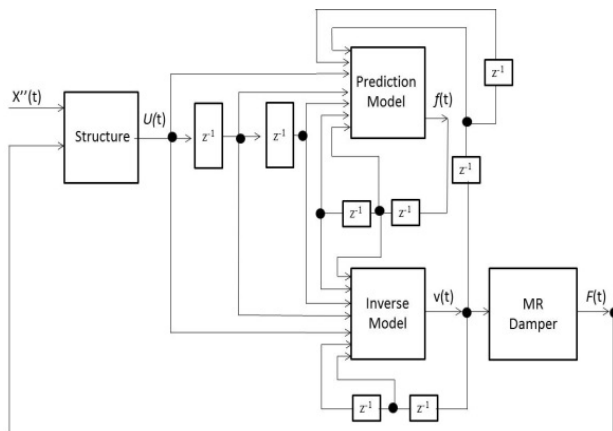 X''(t)
Structure
U(t)
z-1
z-1
Prediction
Model
f(t)
z-1
z-1
z-1
z-1
Inverse
Model
v(t)
MR
Damper
F(t)
z-1
z-1